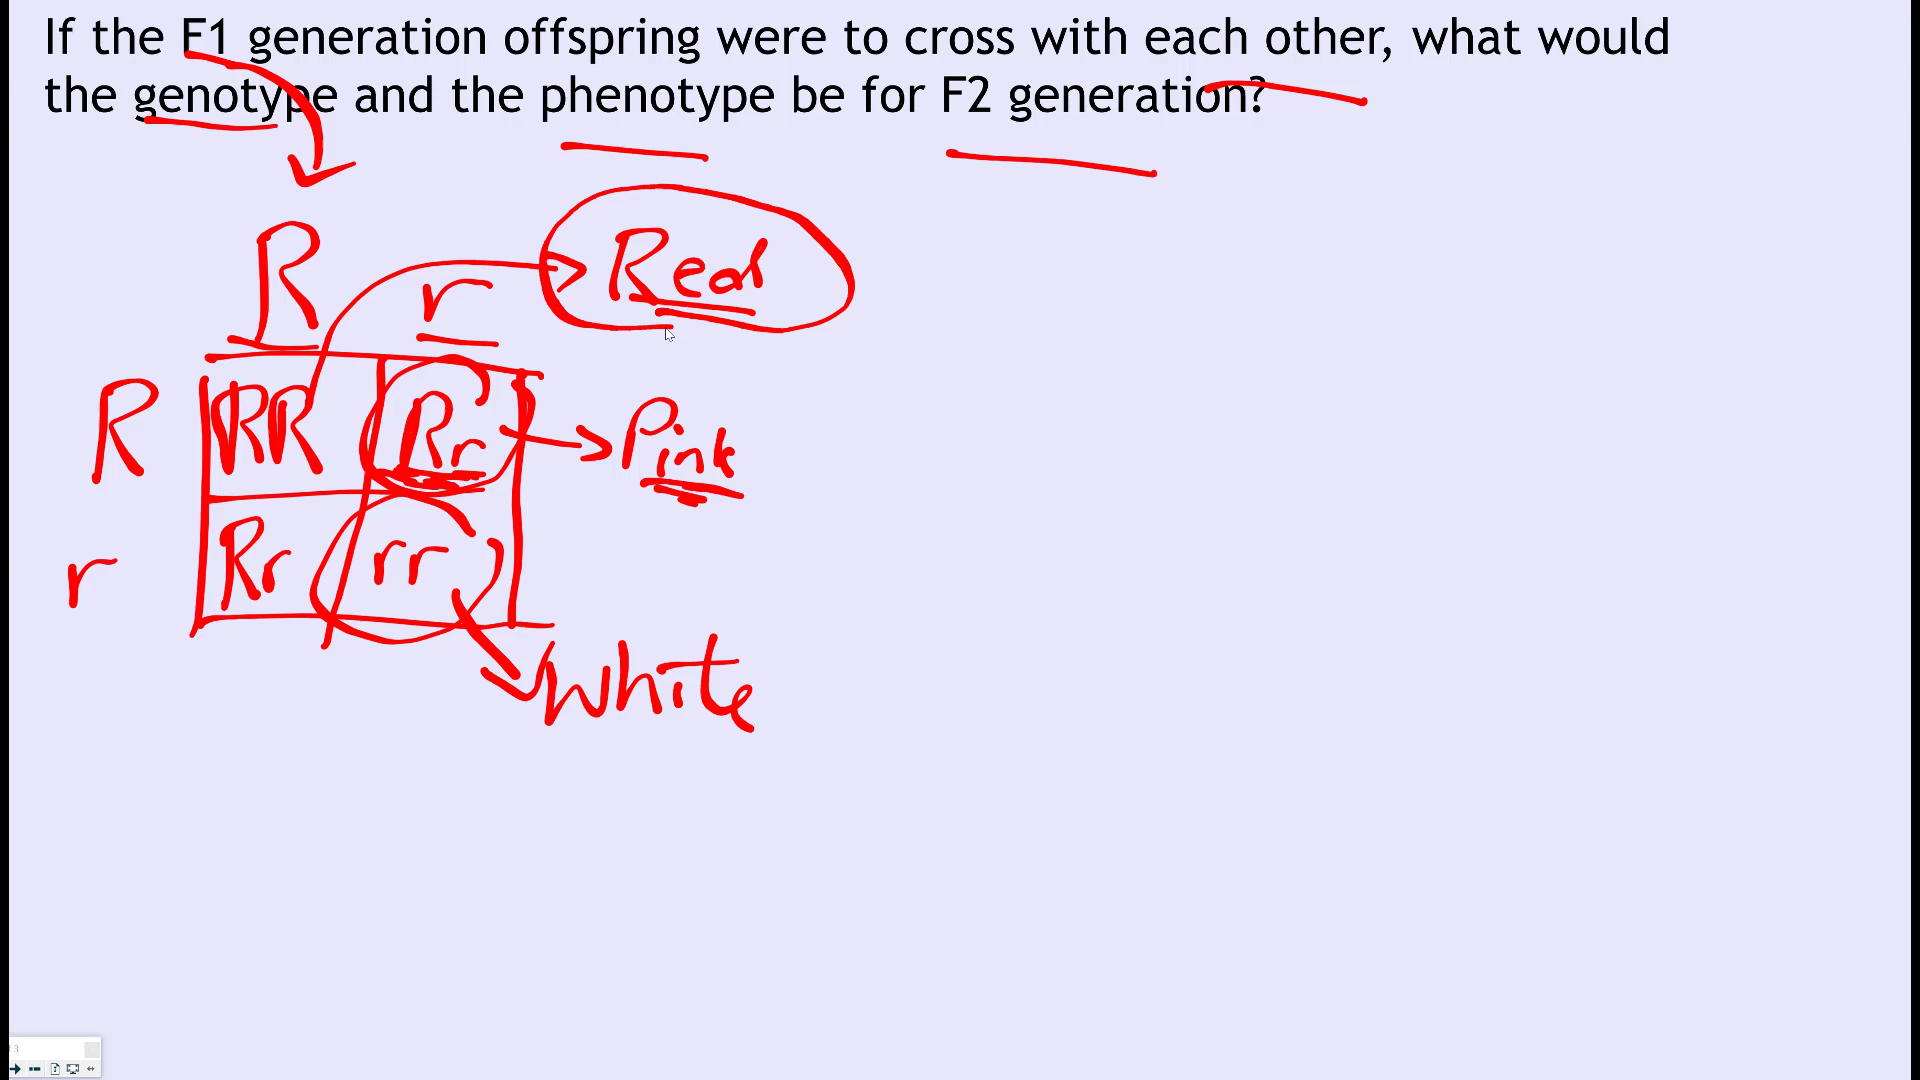 If the F1 generation offspring were to cross with each other, what would
the genotype and the phenotype be for F2 generation?
R r
Red
R RR Rr
Pink
r Rr rr
White
3